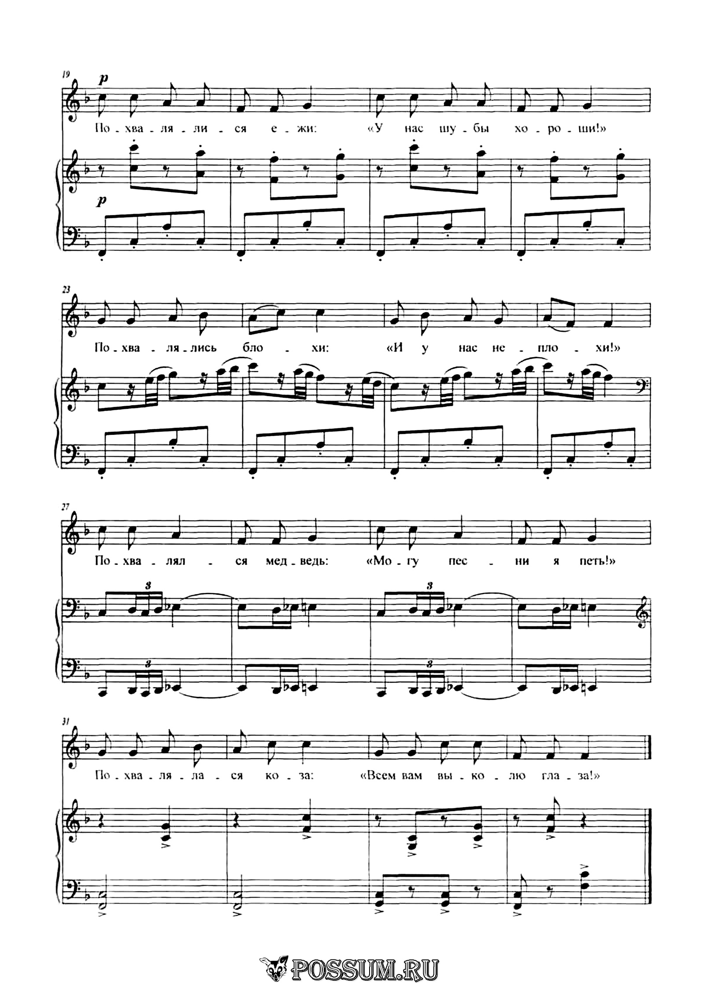 19
p
По - хва - ля - ли - ся е - жи: «У нас шу - бы хо - ро - ши!»
p
23
По - хва - ля - лись бло - хи: «И у нас не - пло - хи!»
27
По - хва - лял - ся мед - ведь: «Мо - гу пес - ни я петь!»
3 3
3 3
31
По - хва - ля - ла - ся ко - за: «Всем вам вы - ко - лю гла - за!»
POSSUM.RU